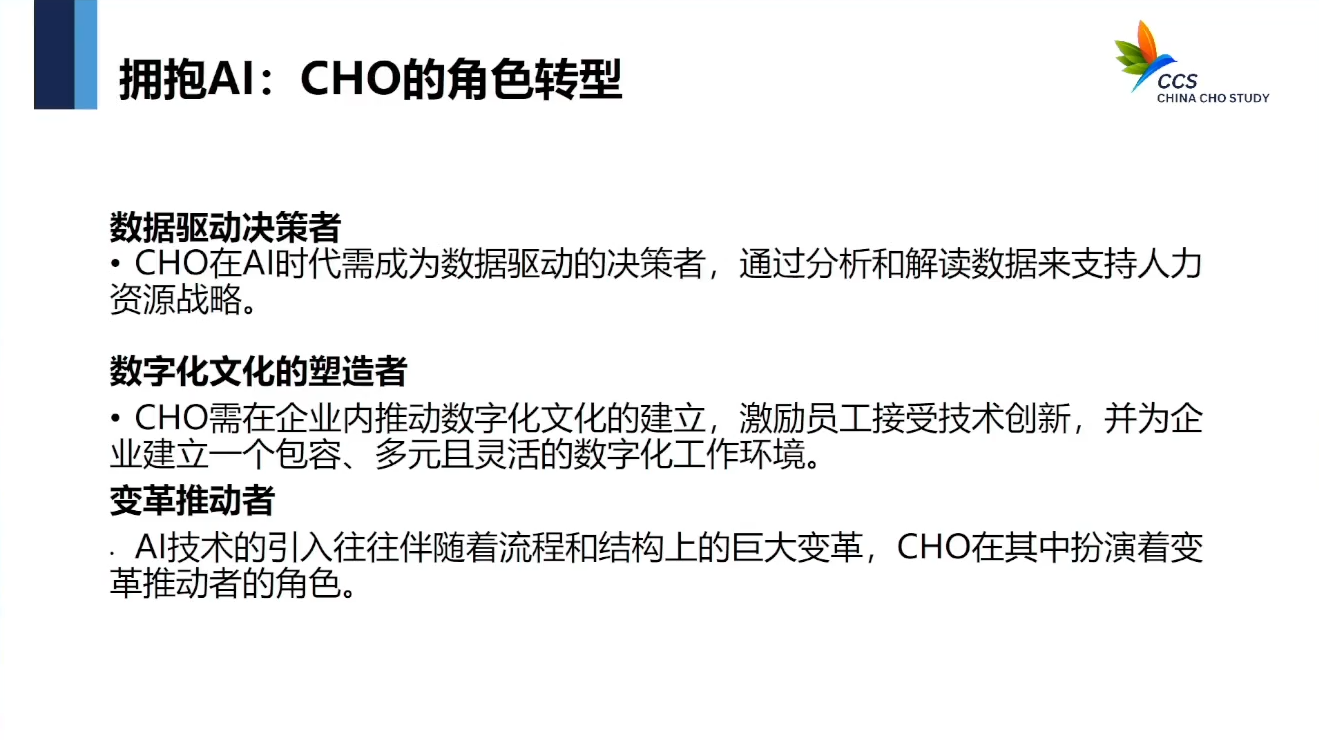 拥抱AI：CHO的角色转型
CCS
CHINA CHO STUDY
数据驱动决策者
• CHO在AI时代需成为数据驱动的决策者，通过分析和解读数据来支持人力
资源战略。
数字化文化的塑造者
• CHO需在企业内推动数字化文化的建立，激励员工接受技术创新，并为企
业建立一个包容、多元且灵活的数字化工作环境。
变革推动者
· AI技术的引入往往伴随着流程和结构上的巨大变革，CHO在其中扮演着变
革推动者的角色。